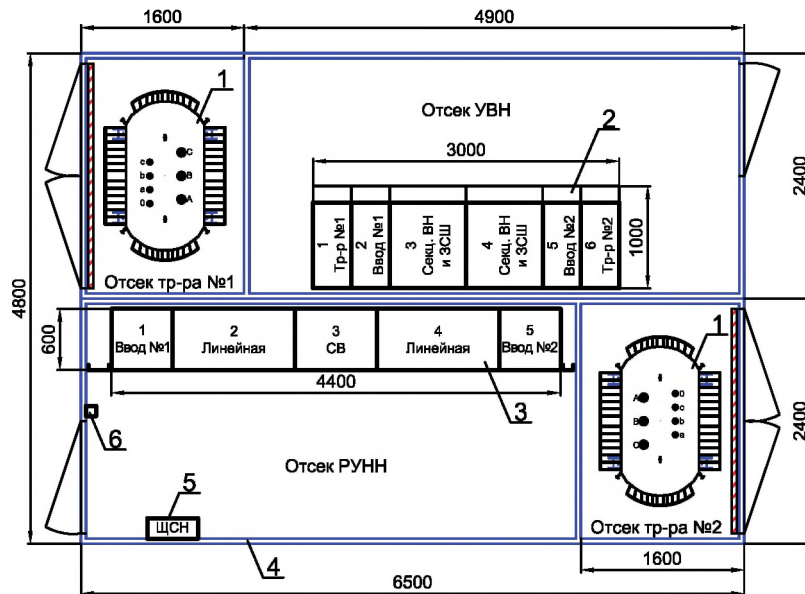 1600
4900
1
Отсек УВН
2
3000
c
b
a
0
C
B
A
1
Тр-р №1
2
Ввод №1
3
Секц. ВН
и ЗСШ
4
Секц. ВН
и ЗСШ
5
Ввод №2
6
Тр-р №2
1000
2400
Отсек тр-ра №1
4800
600
1
Ввод №1
2
Линейная
3
СВ
4
Линейная
5
Ввод №2
4400
3
1
A
B
C
0
c
b
a
2400
6
Отсек РУНН
5
ЩСН
4
Отсек тр-ра №2
1600
6500